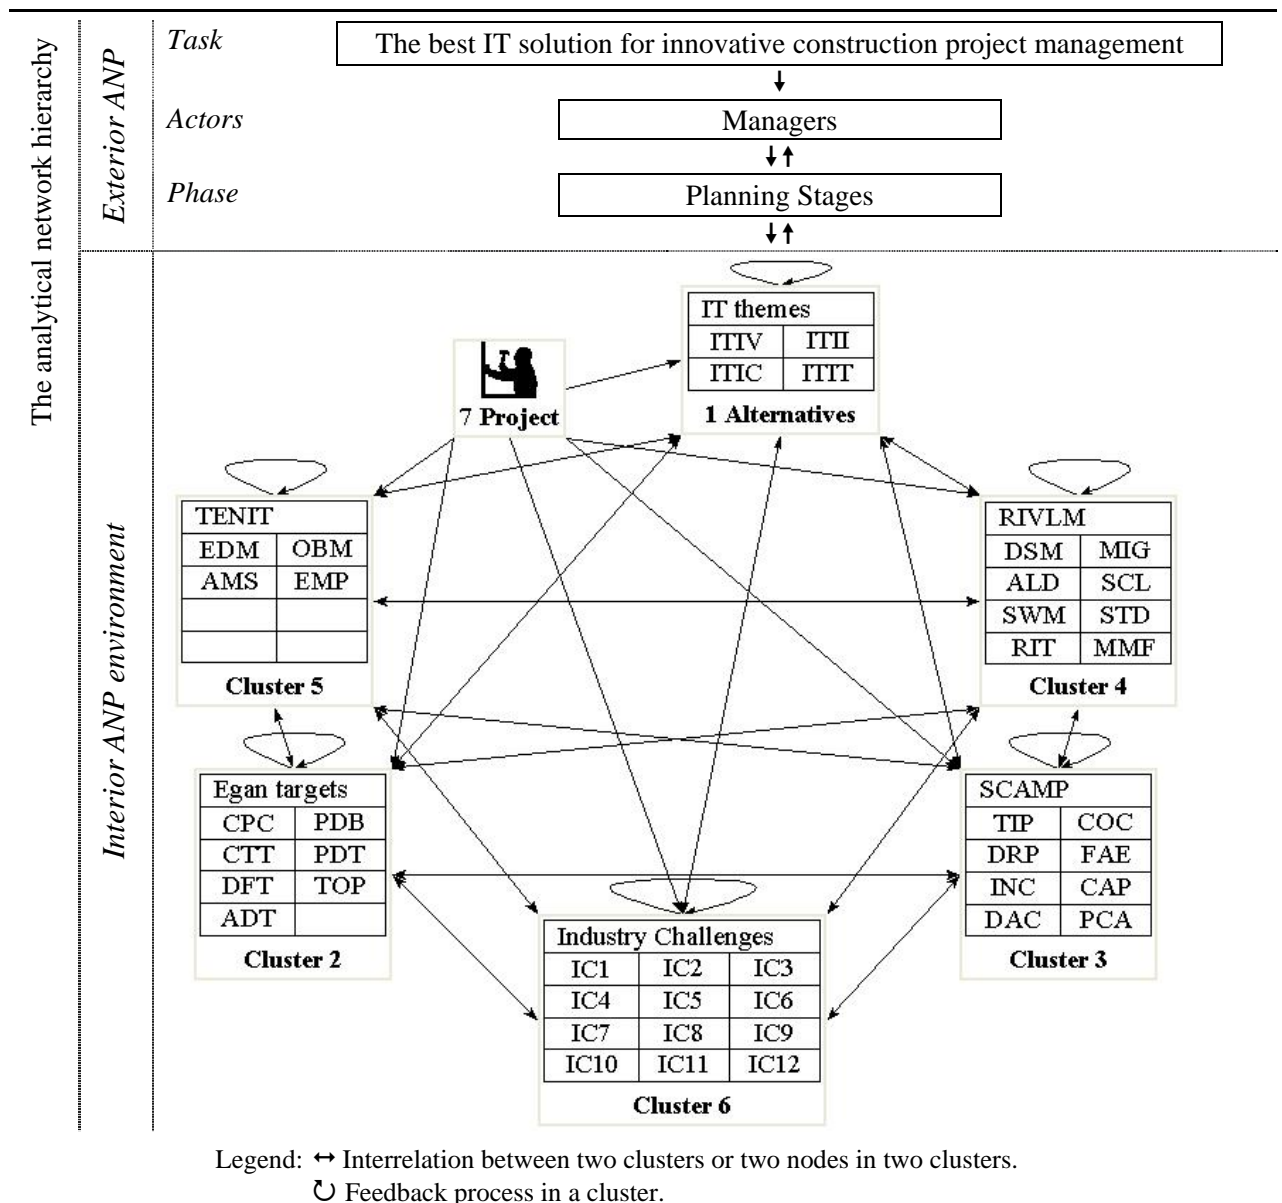 The analytical network hierarchy
Exterior ANP
Task
The best IT solution for innovative construction project management
Actors
Managers
Phase
Planning Stages
Interior ANP environment
IT themes
ITIV ITII
ITIC ITIT
1 Alternatives
7 Project
TENIT
EDM OBM
AMS EMP
Cluster 5
RIVLM
DSM MIG
ALD SCL
SWM STD
RIT MMF
Cluster 4
Egan targets
CPC PDB
CTT PDT
DFT TOP
ADT
Cluster 2
SCAMP
TIP COC
DRP FAE
INC CAP
DAC PCA
Cluster 3
Industry Challenges
IC1 IC2 IC3
IC4 IC5 IC6
IC7 IC8 IC9
IC10 IC11 IC12
Cluster 6
Legend: ↔ Interrelation between two clusters or two nodes in two clusters.
↻ Feedback process in a cluster.